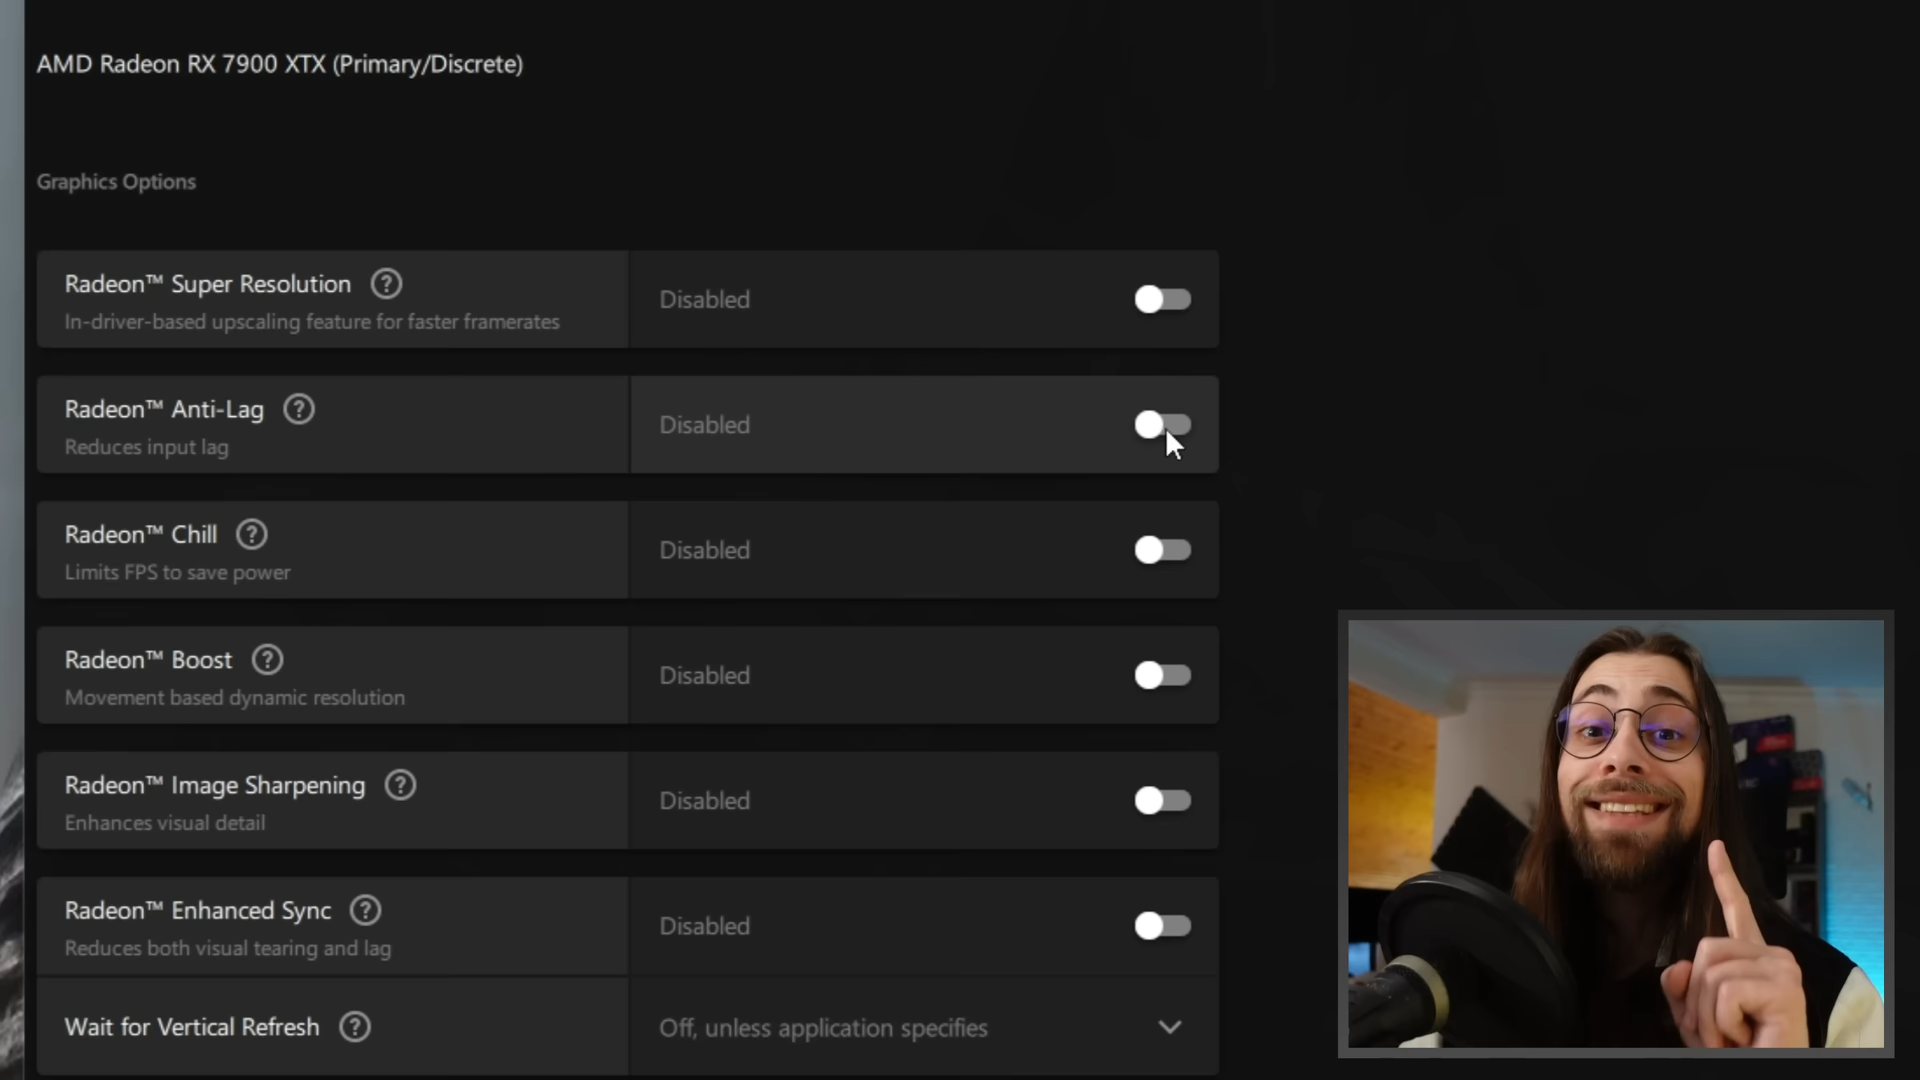 AMD Radeon RX 7900 XTX (Primary/Discrete)
Graphics Options
Radeon™ Super Resolution
In-driver-based upscaling feature for faster framerates
Disabled
Radeon™ Anti-Lag
Reduces input lag
Disabled
Radeon™ Chill
Limits FPS to save power
Disabled
Radeon™ Boost
Movement based dynamic resolution
Disabled
Radeon™ Image Sharpening
Enhances visual detail
Disabled
Radeon™ Enhanced Sync
Reduces both visual tearing and lag
Disabled
Wait for Vertical Refresh
Off, unless application specifies